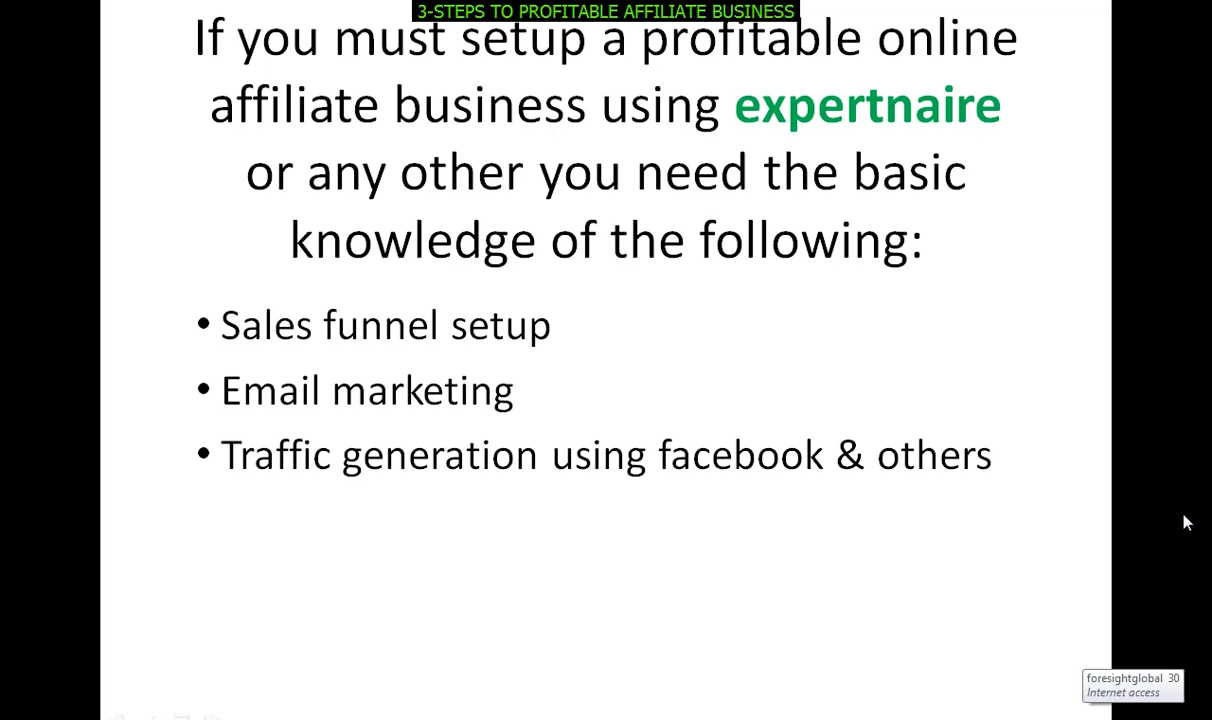 3-STEPS TO PROFITABLE AFFILIATE BUSINESS
If you must setup a profitable online
affiliate business using expertnaire
or any other you need the basic
knowledge of the following:
• Sales funnel setup
• Email marketing
• Traffic generation using facebook & others
foresightglobal 30
Internet access